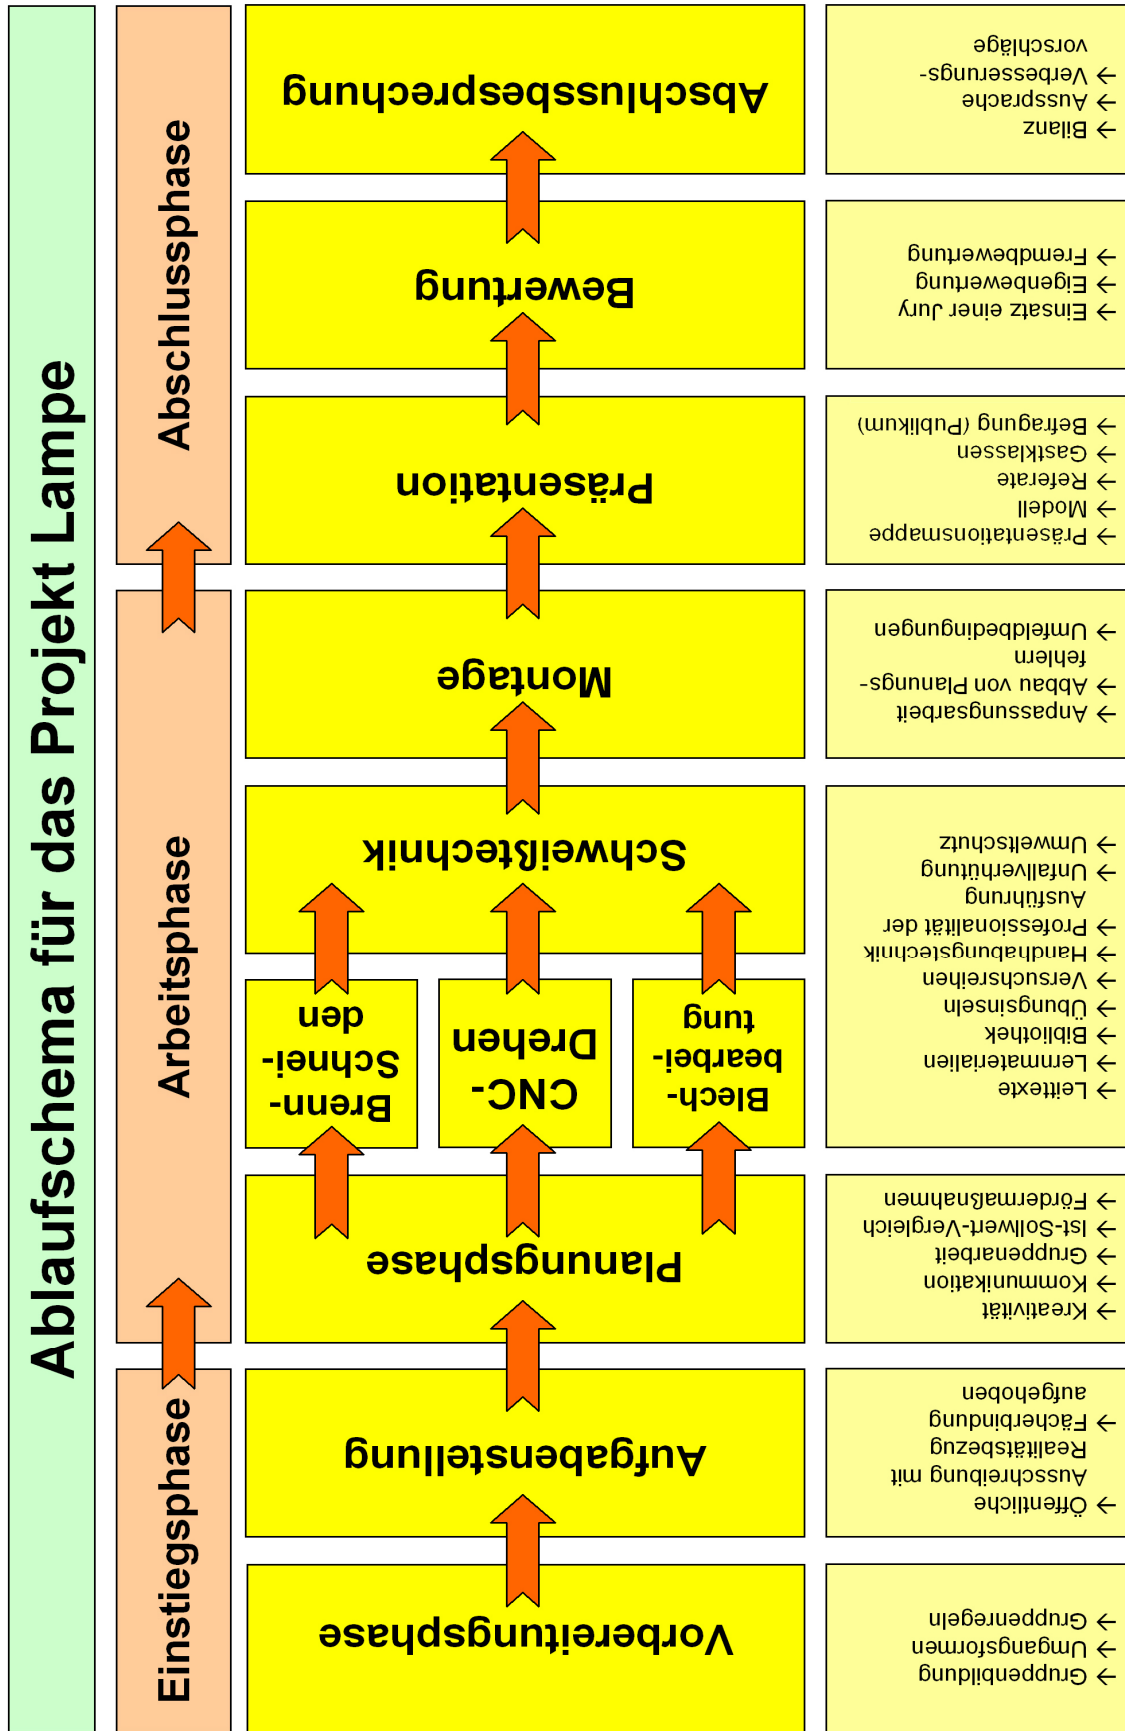 Ablaufschema für das Projekt Lampe
Einstiegsphase
Arbeitsphase
Abschlussphase
Vorbereitungsphase
→ Gruppenbildung
→ Umgangsformen
→ Gruppenregeln
Aufgabenstellung
→ Öffentliche
Ausschreibung mit
Realitätsbezug
→ Fächerbindung
aufgehoben
Planungsphase
→ Kreativität
→ Kommunikation
→ Gruppenarbeit
→ Ist-Sollwert-Vergleich
→ Fördermaßnahmen
Blech-
bearbei-
tung
CNC-
Drehen
Brenn-
Schnei-
den
Schweißtechnik
→ Leittexte
→ Lernmaterialien
→ Bibliothek
→ Übungsinseln
→ Versuchsreihen
→ Handhabungstechnik
→ Professionalität der
Ausführung
→ Unfallverhütung
→ Umweltschutz
Montage
→ Anpassungsarbeit
→ Abbau von Planungs-
fehlern
→ Umfeldbedingungen
Präsentation
→ Präsentationsmappe
→ Modell
→ Referate
→ Gastklassen
→ Befragung (Publikum)
Bewertung
→ Einsatz einer Jury
→ Eigenbewertung
→ Fremdbewertung
Abschlussbesprechung
→ Bilanz
→ Aussprache
→ Verbesserungs-
vorschläge